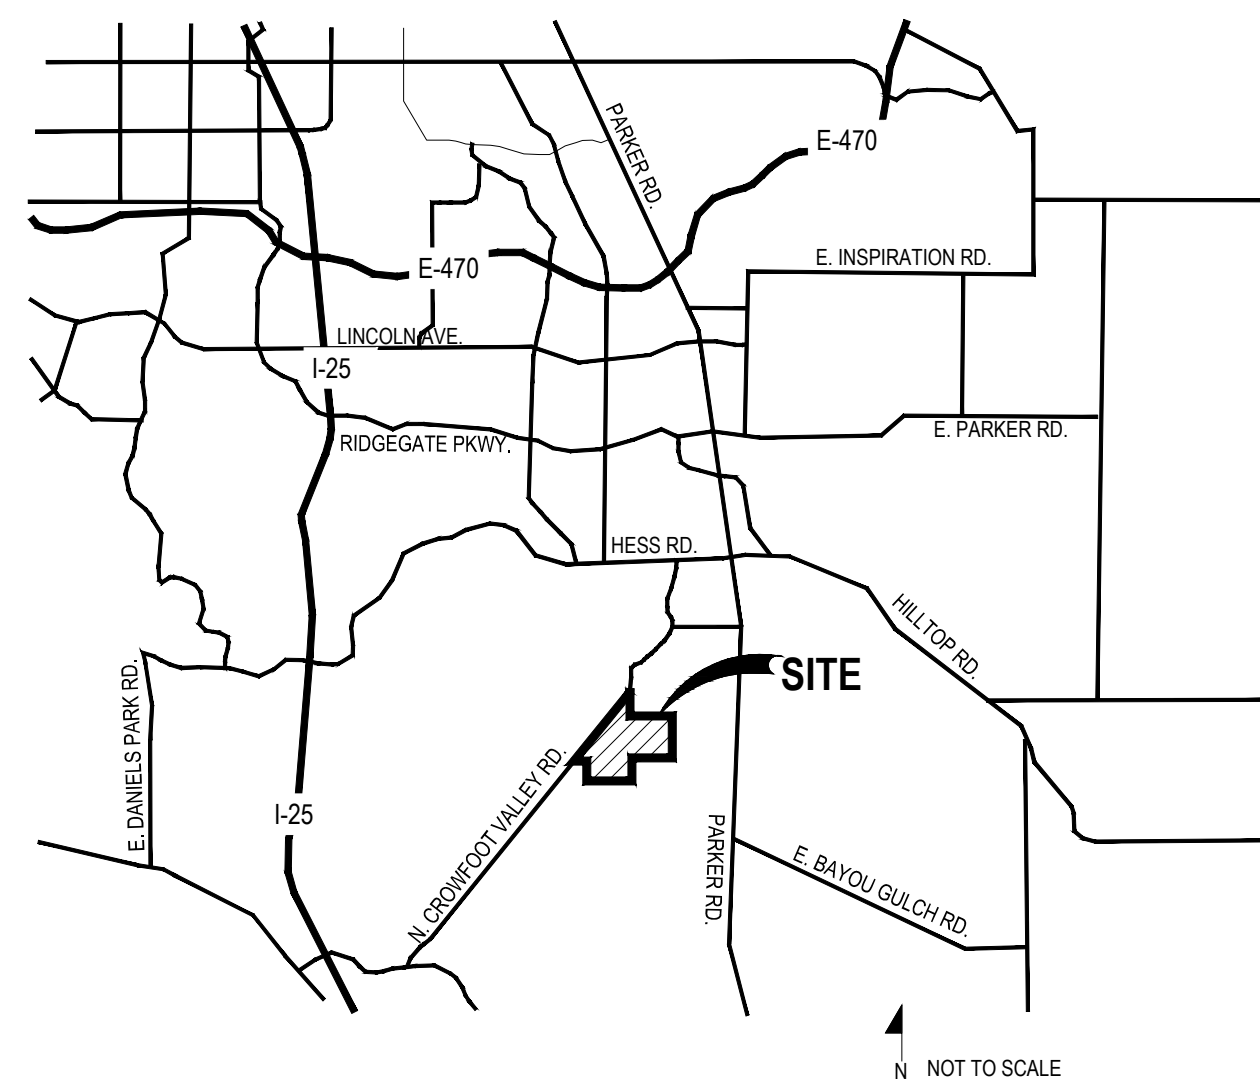 PARKER RD.
E-470
E. INSPIRATION RD.
E-470
LINCOLN AVE.
I-25
E. PARKER RD.
RIDGEGATE PKWY.
HESS RD.
HILLTOP RD.
SITE
E. DANIELS PARK RD.
I-25
N. CROWFOOT VALLEY RD.
PARKER RD.
E. BAYOU GULCH RD.
N
NOT TO SCALE